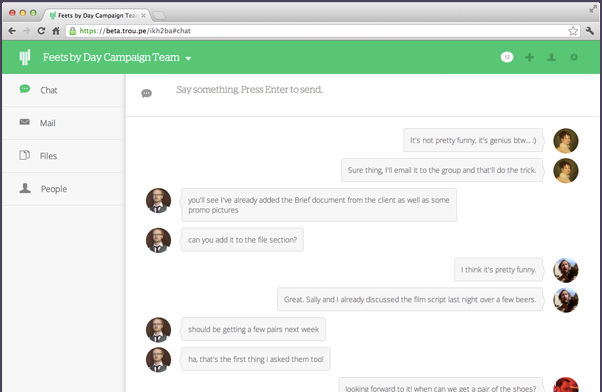 Feets by Day Campaign Team
https://beta.trou.pe/ikh2ba#chat
Feets by Day Campaign Team
12
Chat
Mail
Files
People
Say something. Press Enter to send.
It's not pretty funny, it's genius btw... :)
Sure thing, I'll email it to the group and that'll do the trick.
you'll see I've already added the Brief document from the client as well as some
promo pictures
can you add it to the file section?
I think it's pretty funny.
Great. Sally and I already discussed the film script last night over a few beers.
should be getting a few pairs next week
ha, that's the first thing i asked them too!
looking forward to it! when can we get a pair of the shoes?